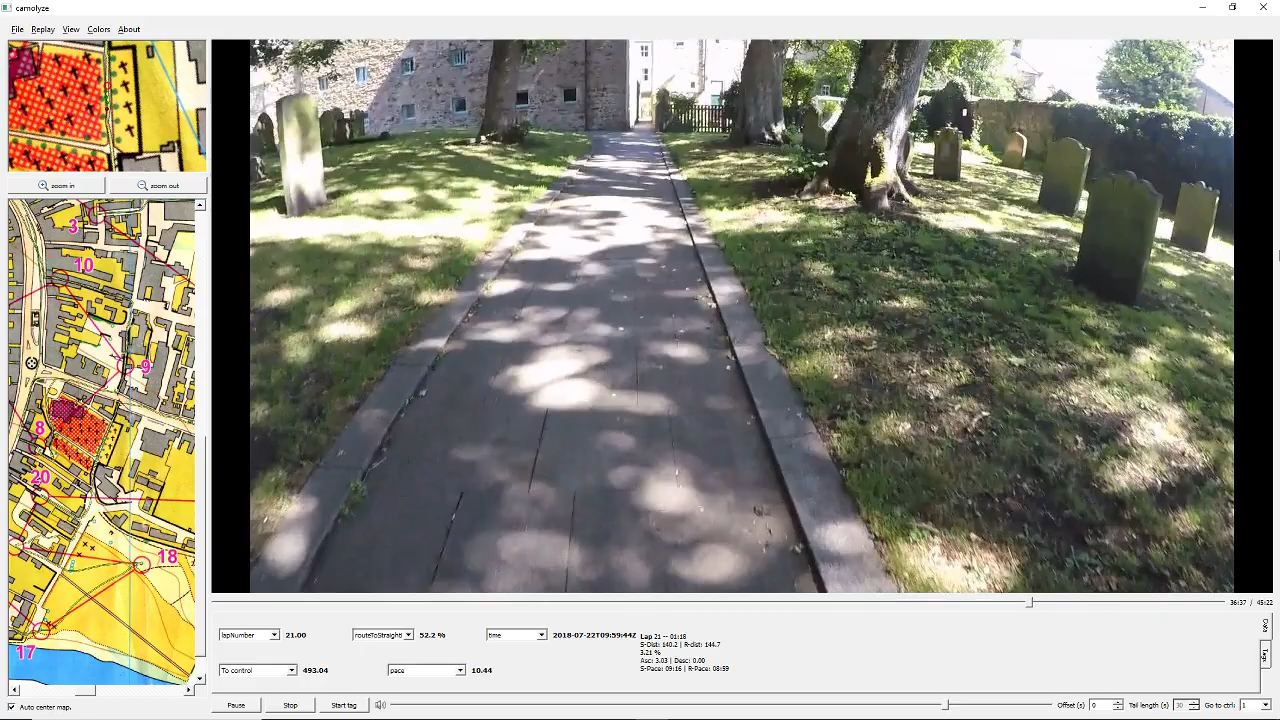 camolyze
File Replay View Colors About
zoom in zoom out
3
10
9
8
20
18
17
Auto center map.
36:37 / 45:22
lapNumber 21.00 routeToStraightl 52.2 % time 2018-07-22T09:59:44Z
To control 493.04 pace 10.44
Lap 21 -- 01:18
S-Dist: 140.2 | R-dist: 144.7
3.21 %
Asc: 3.03 | Desc: 0.00
S-Pace: 09:16 | R-Pace: 08:59
Data
Tags
Pause Stop Start tag Offset (s) 0 Tail length (s) 30 Go to ctrl: 1